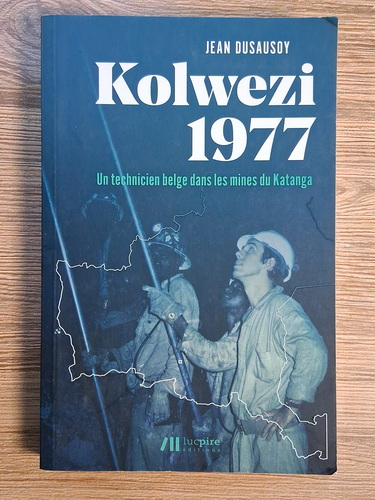 JEAN DUSAUSOY
Kolwezi
1977
Un technicien belge dans les mines du Katanga
lucpire
éditions